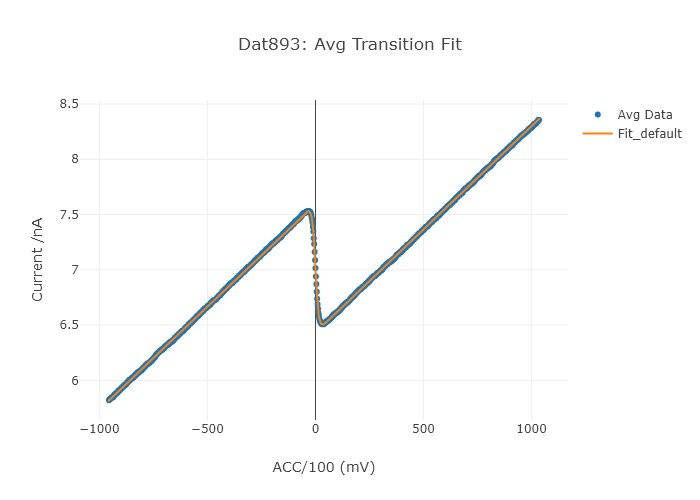 Dat893: Avg Transition Fit
8.5
8
7.5
7
6.5
6
Current /nA
−1000
−500
0
500
1000
ACC/100 (mV)
Avg Data
Fit_default